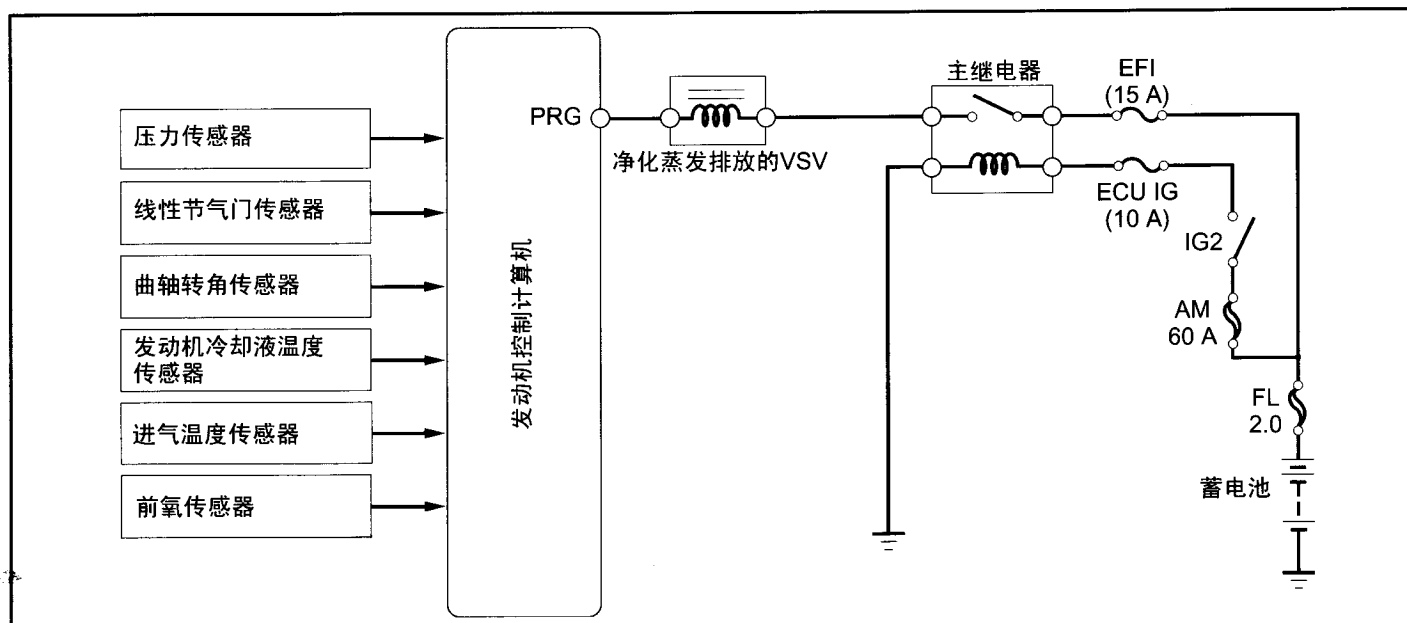 压力传感器
线性节气门传感器
曲轴转角传感器
发动机冷却液温度
传感器
进气温度传感器
前氧传感器
发动机控制计算机
PRG
净化蒸发排放的VSV
主继电器
EFI
(15 A)
ECU IG
(10 A)
IG2
AM
60 A
FL
2.0
蓄电池